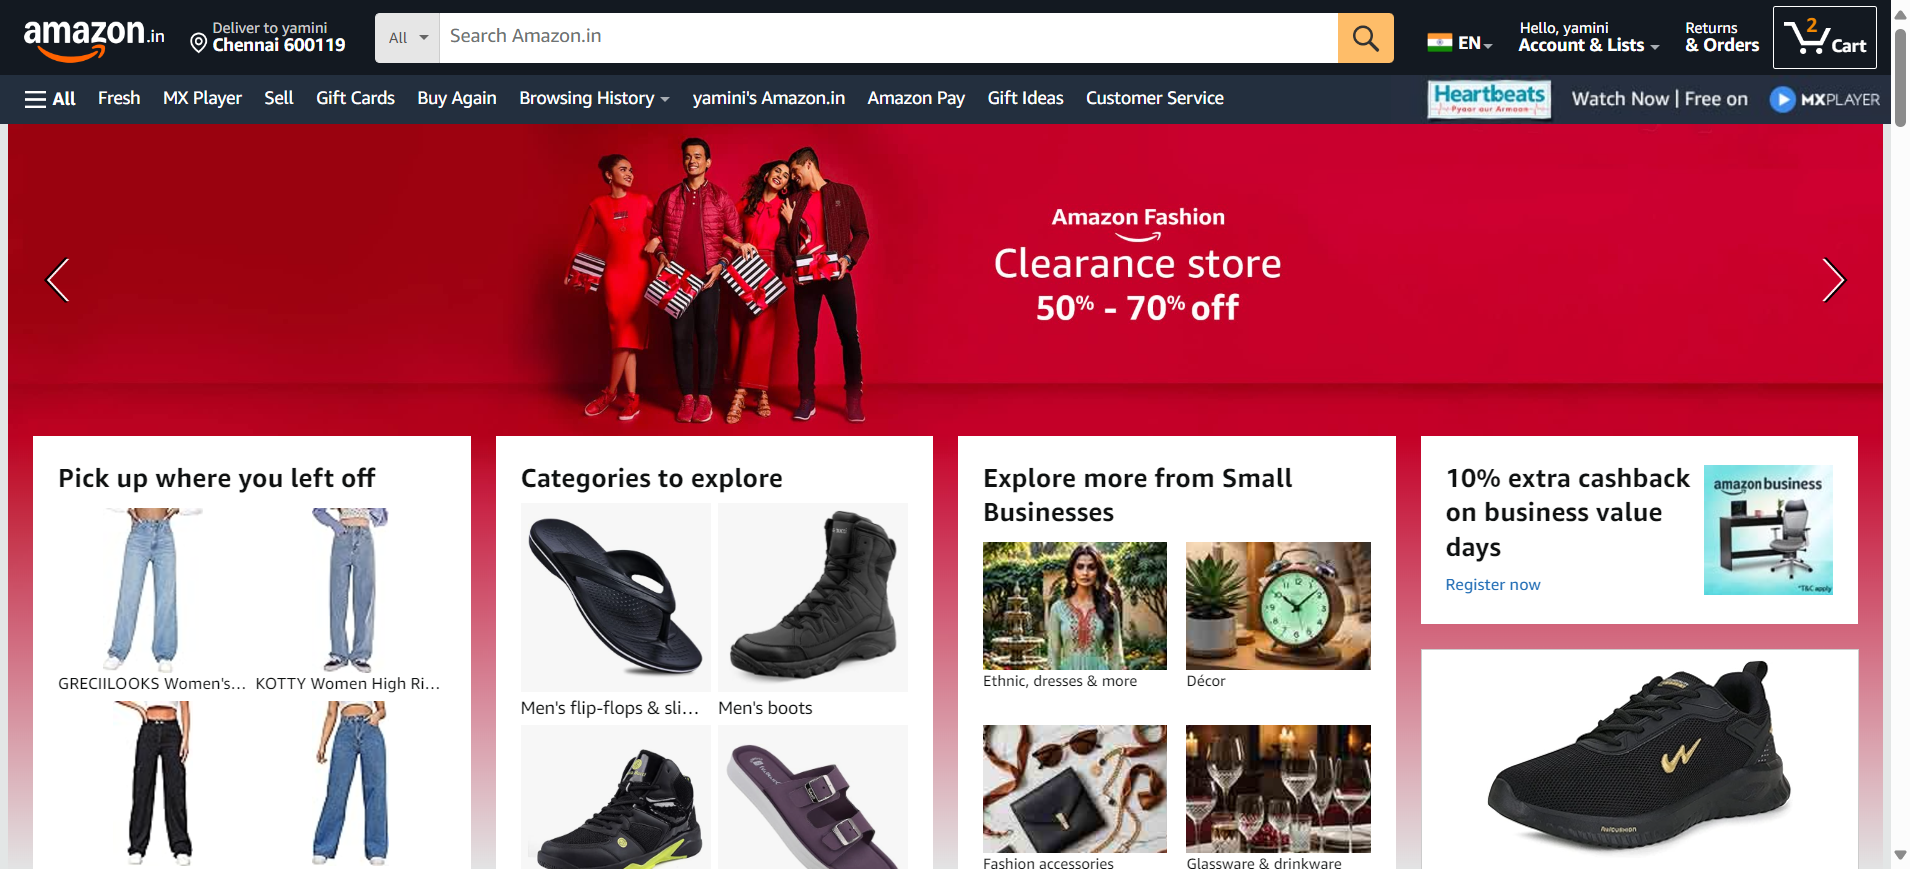 amazon.in
Deliver to yamini
Chennai 600119
All
Search Amazon.in
EN
Hello, yamini
Account & Lists
Returns
& Orders
2
Cart
All
Fresh
MX Player
Sell
Gift Cards
Buy Again
Browsing History
yamini's Amazon.in
Amazon Pay
Gift Ideas
Customer Service
Heartbeats
Pyaar aur Armaan
Watch Now | Free on
MXPLAYER
Amazon Fashion
Clearance store
50% - 70% off
Pick up where you left off
GRECIILOOKS Women's...
KOTTY Women High Ri...
Categories to explore
Men's flip-flops & sli...
Men's boots
Explore more from Small
Businesses
Ethnic, dresses & more
Décor
Fashion accessories
Glassware & drinkware
10% extra cashback
on business value
days
Register now
amazon business
*T&C apply